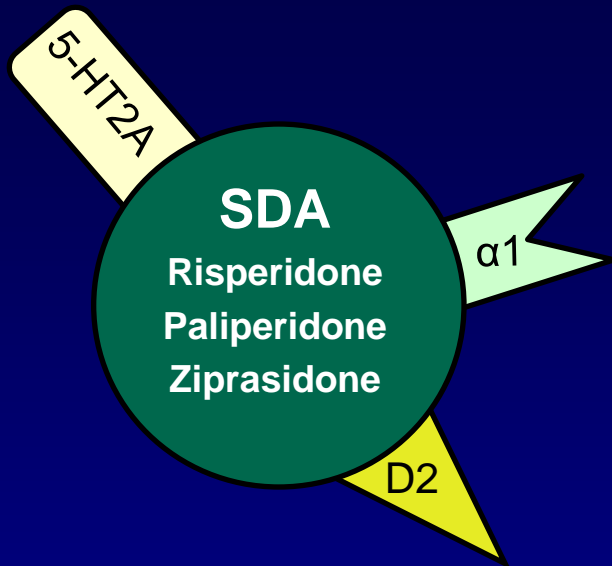 5-HT2A
SDA
Risperidone
Paliperidone
Ziprasidone
α1
D2